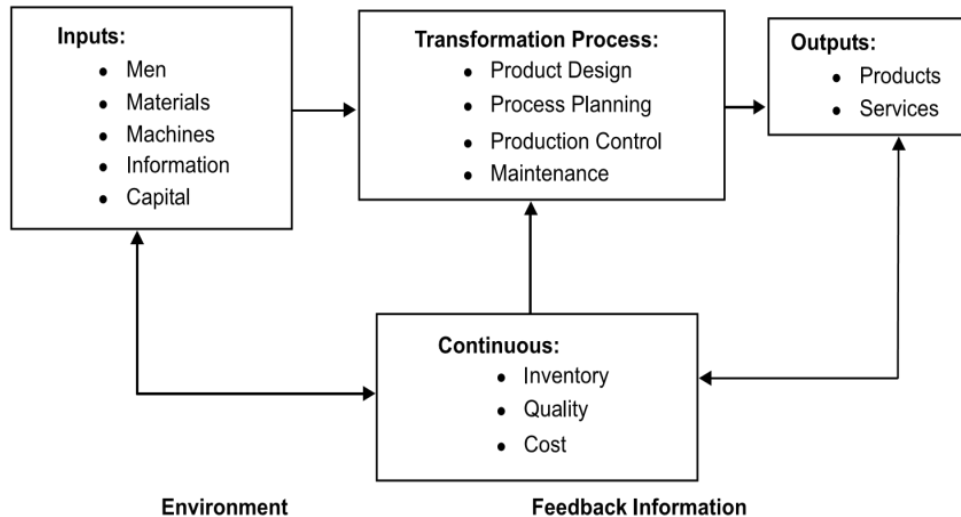 Inputs:
• Men
• Materials
• Machines
• Information
• Capital
Transformation Process:
• Product Design
• Process Planning
• Production Control
• Maintenance
Outputs:
• Products
• Services
Continuous:
• Inventory
• Quality
• Cost
Environment
Feedback Information